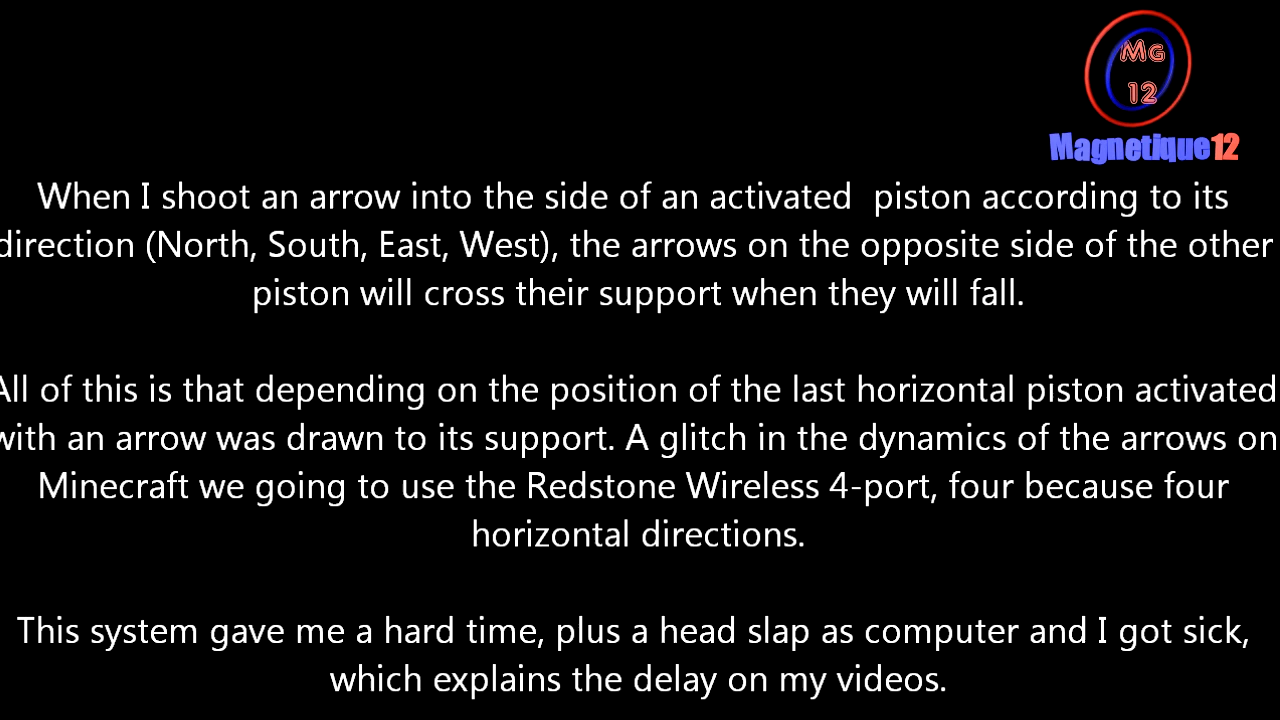 MG
12
Magnetique12
When I shoot an arrow into the side of an activated  piston according to its
direction (North, South, East, West), the arrows on the opposite side of the other
piston will cross their support when they will fall.
All of this is that depending on the position of the last horizontal piston activated
with an arrow was drawn to its support. A glitch in the dynamics of the arrows on
Minecraft we going to use the Redstone Wireless 4-port, four because four
horizontal directions.
This system gave me a hard time, plus a head slap as computer and I got sick,
which explains the delay on my videos.